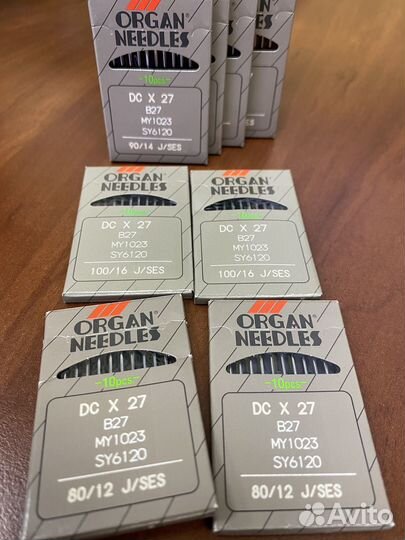 ORGAN®
NEEDLES
-10pcs-
DC X 27
B27
MY1023
SY6120
90/14 J/SES
ORGAN®
NEEDLES
-10pcs-
DC X 27
B27
MY1023
SY6120
100/16 J/SES
ORGAN®
NEEDLES
-10pcs-
DC X 27
B27
MY1023
SY6120
100/16 J/SES
ORGAN®
NEEDLES
-10pcs-
DC X 27
B27
MY1023
SY6120
80/12 J/SES
ORGAN®
NEEDLES
-10pcs-
DC X 27
B27
MY1023
SY6120
80/12 J/SES
Avito